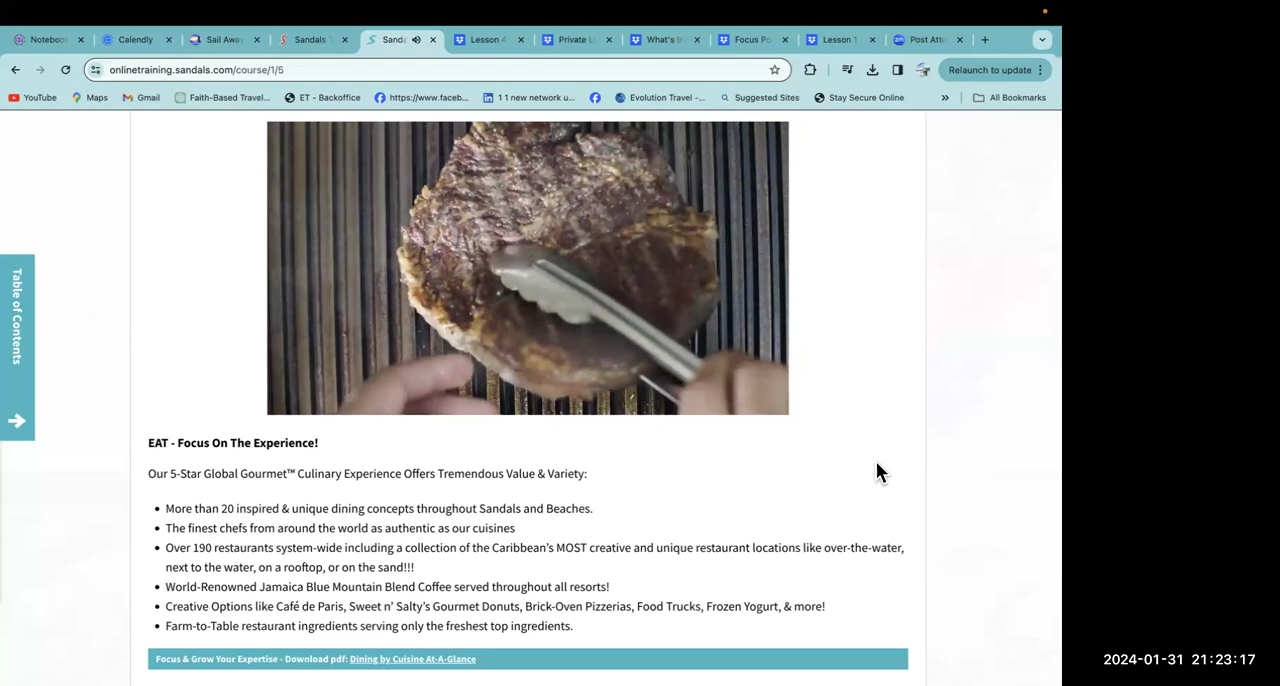 Notebo
Calendly
Sail Awa
Sandals
Sanda
Lesson 4
Private L
What's I
Focus Po
Lesson 1
Post Atte
onlinetraining.sandals.com/course/1/5
Relaunch to update
YouTube
Maps
Gmail
Faith-Based Travel...
ET - Backoffice
https://www.faceb...
1 1 new network u...
Evolution Travel -...
Suggested Sites
Stay Secure Online
»
All Bookmarks
Table of Contents
EAT - Focus On The Experience!
Our 5-Star Global Gourmet™ Culinary Experience Offers Tremendous Value & Variety:
• More than 20 inspired & unique dining concepts throughout Sandals and Beaches.
• The finest chefs from around the world as authentic as our cuisines
• Over 190 restaurants system-wide including a collection of the Caribbean's MOST creative and unique restaurant locations like over-the-water,
next to the water, on a rooftop, or on the sand!!!
• World-Renowned Jamaica Blue Mountain Blend Coffee served throughout all resorts!
• Creative Options like Café de Paris, Sweet n' Salty's Gourmet Donuts, Brick-Oven Pizzerias, Food Trucks, Frozen Yogurt, & more!
• Farm-to-Table restaurant ingredients serving only the freshest top ingredients.
Focus & Grow Your Expertise - Download pdf: Dining by Cuisine At-A-Glance
2024-01-31 21:23:17